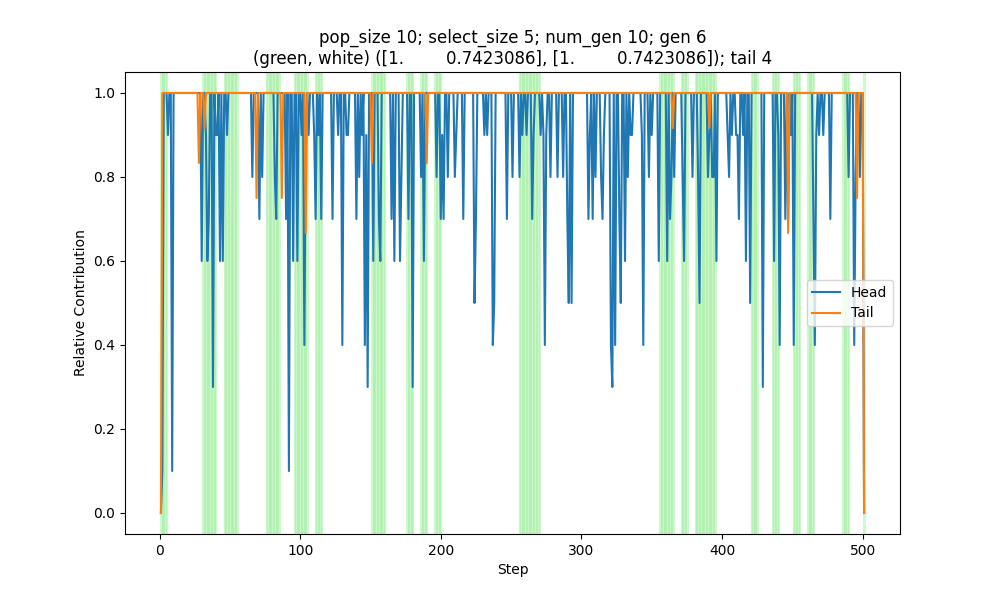 pop_size 10; select_size 5; num_gen 10; gen 6
(green, white) ([1. 0.7423086], [1. 0.7423086]); tail 4
1.0
0.8
0.6
0.4
0.2
0.0
Relative Contribution
Head
Tail
0 100 200 300 400 500
Step